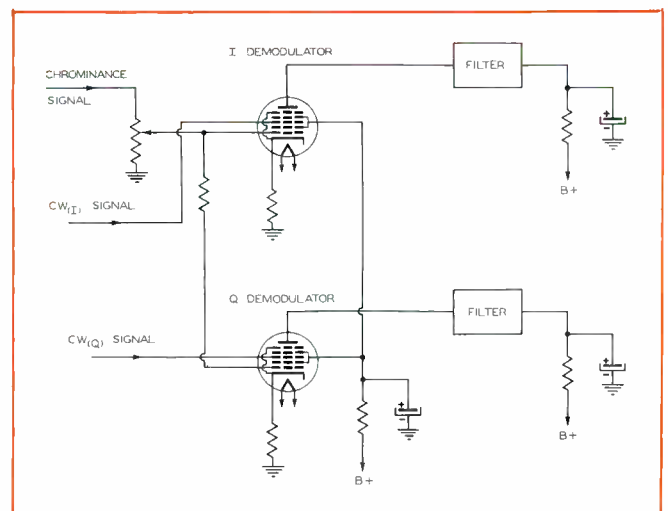 I DEMODULATOR
CHROMINANCE
SIGNAL
FILTER
B+
CW(I) SIGNAL
Q DEMODULATOR
FILTER
CW(Q) SIGNAL
B+
B+